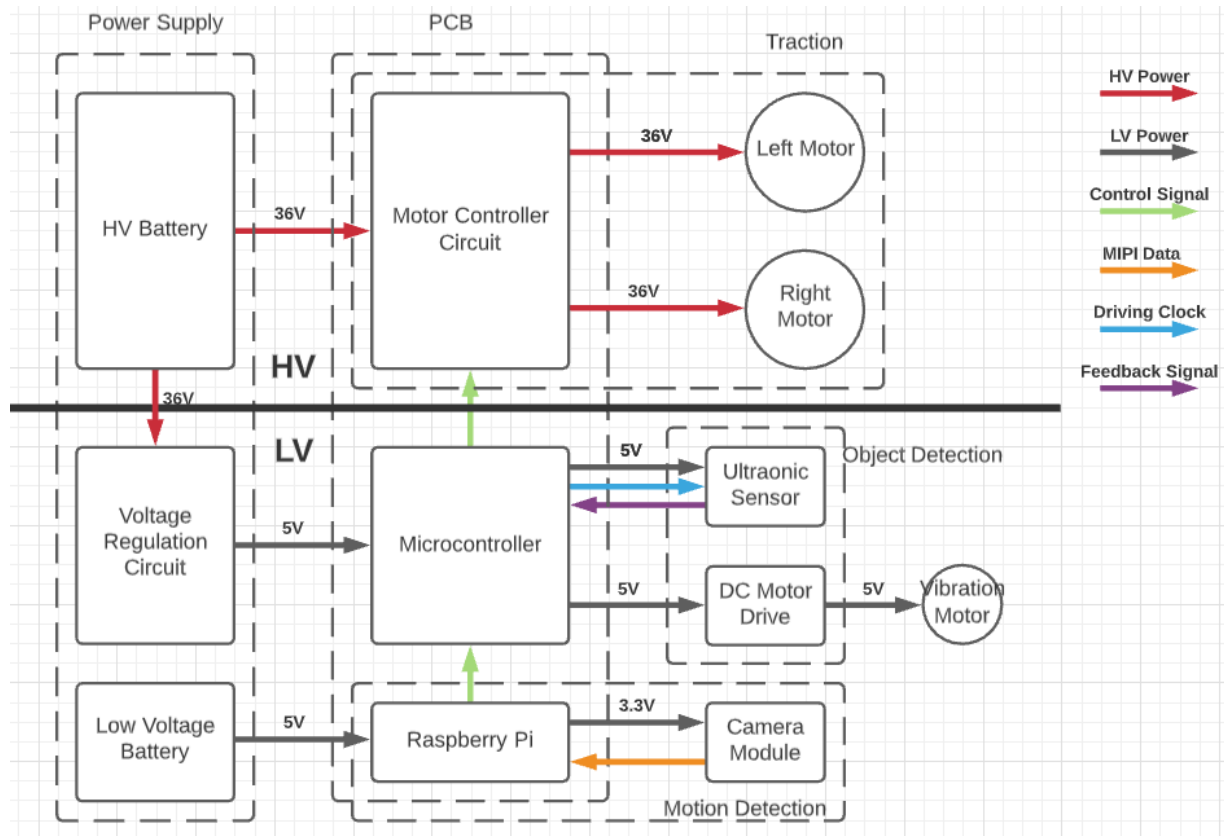 Power Supply
PCB
Traction
HV Power
LV Power
Control Signal
MIPI Data
Driving Clock
Feedback Signal
HV Battery
36V
Motor Controller
Circuit
36V
Left Motor
36V
Right
Motor
HV
36V
LV
Voltage
Regulation
Circuit
5V
Microcontroller
5V
Ultraonic
Sensor
Object Detection
5V
DC Motor
Drive
5V
Vibration
Motor
Low Voltage
Battery
5V
Raspberry Pi
3.3V
Camera
Module
Motion Detection